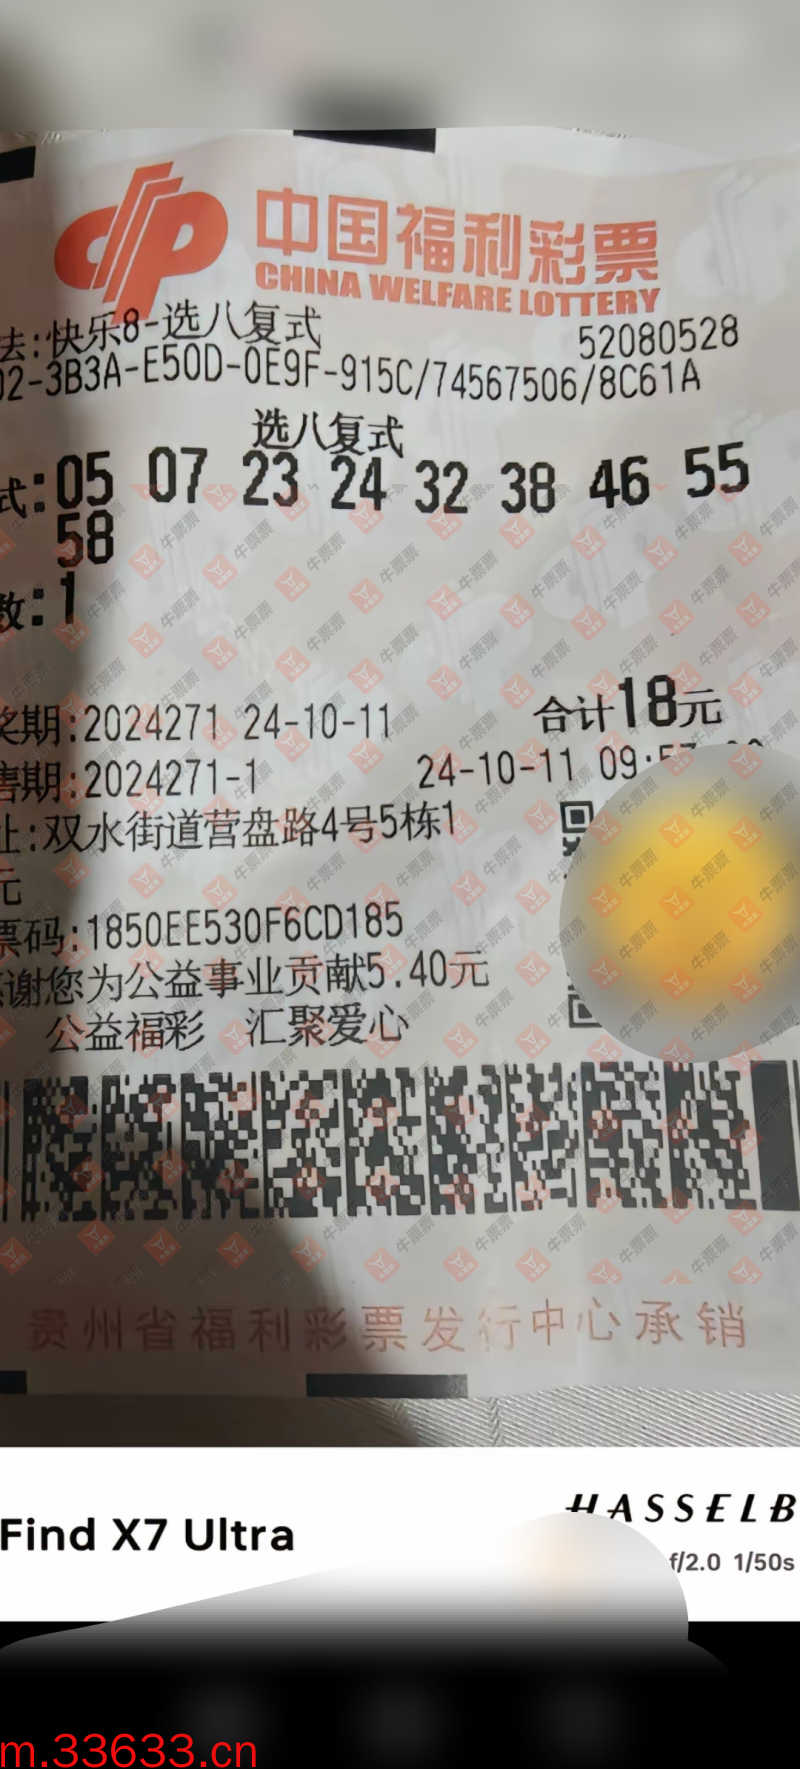 中国福利彩票
CHINA WELFARE LOTTERY
法:快乐8-选八复式 52080528
02-3B3A-E50D-0E9F-915C/74567506/8C61A
选八复式
式:05 07 23 24 32 38 46 55
58
数:1
奖期:2024271 24-10-11 合计18元
售期:2024271-1 24-10-11 09:57
址:双水街道营盘路4号5栋1
元
票码:1850EE530F6CD185
感谢您为公益事业贡献5.40元
公益福彩 汇聚爱心
贵州省福利彩票发行中心承销
牛票票
Find X7 Ultra
HASSELB
f/2.0 1/50s
m.33633.cn